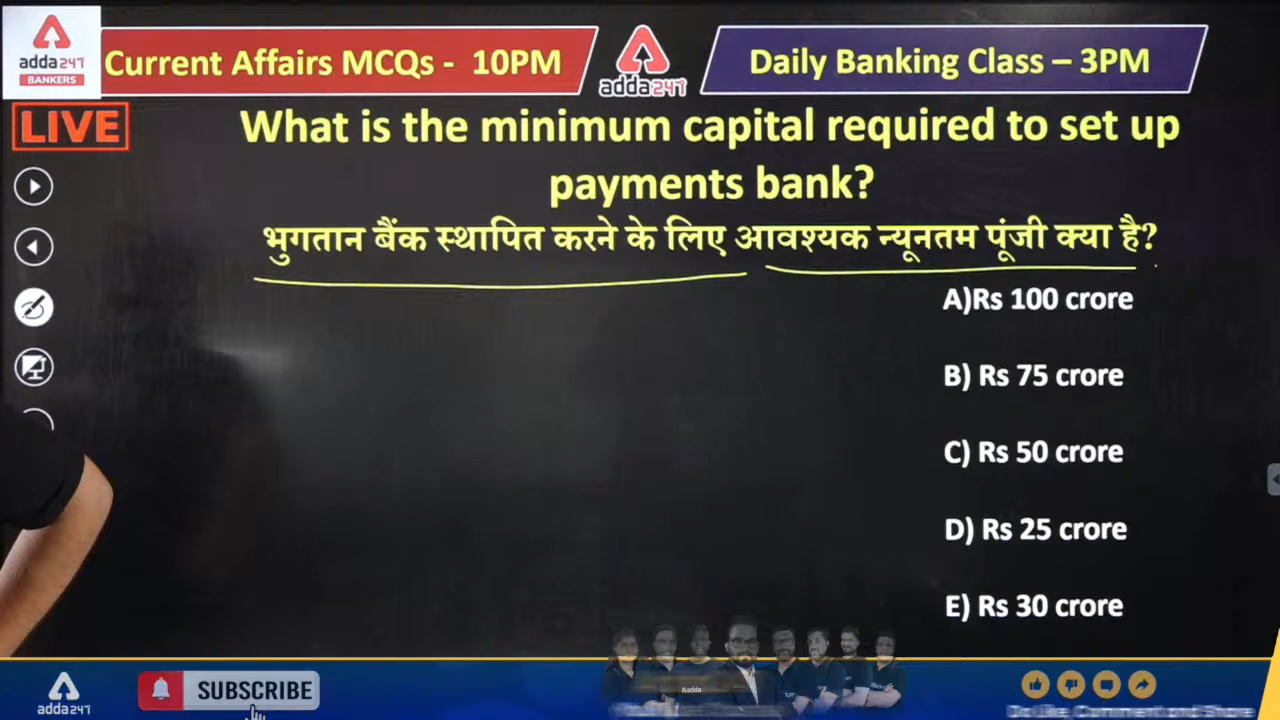 adda247
BANKERS
Current Affairs MCQs - 10PM
adda247
Daily Banking Class – 3PM
LIVE
What is the minimum capital required to set up
payments bank?
भुगतान बैंक स्थापित करने के लिए आवश्यक न्यूनतम पूंजी क्या है?
A)Rs 100 crore
B) Rs 75 crore
C) Rs 50 crore
D) Rs 25 crore
E) Rs 30 crore
adda247
SUBSCRIBE
adda